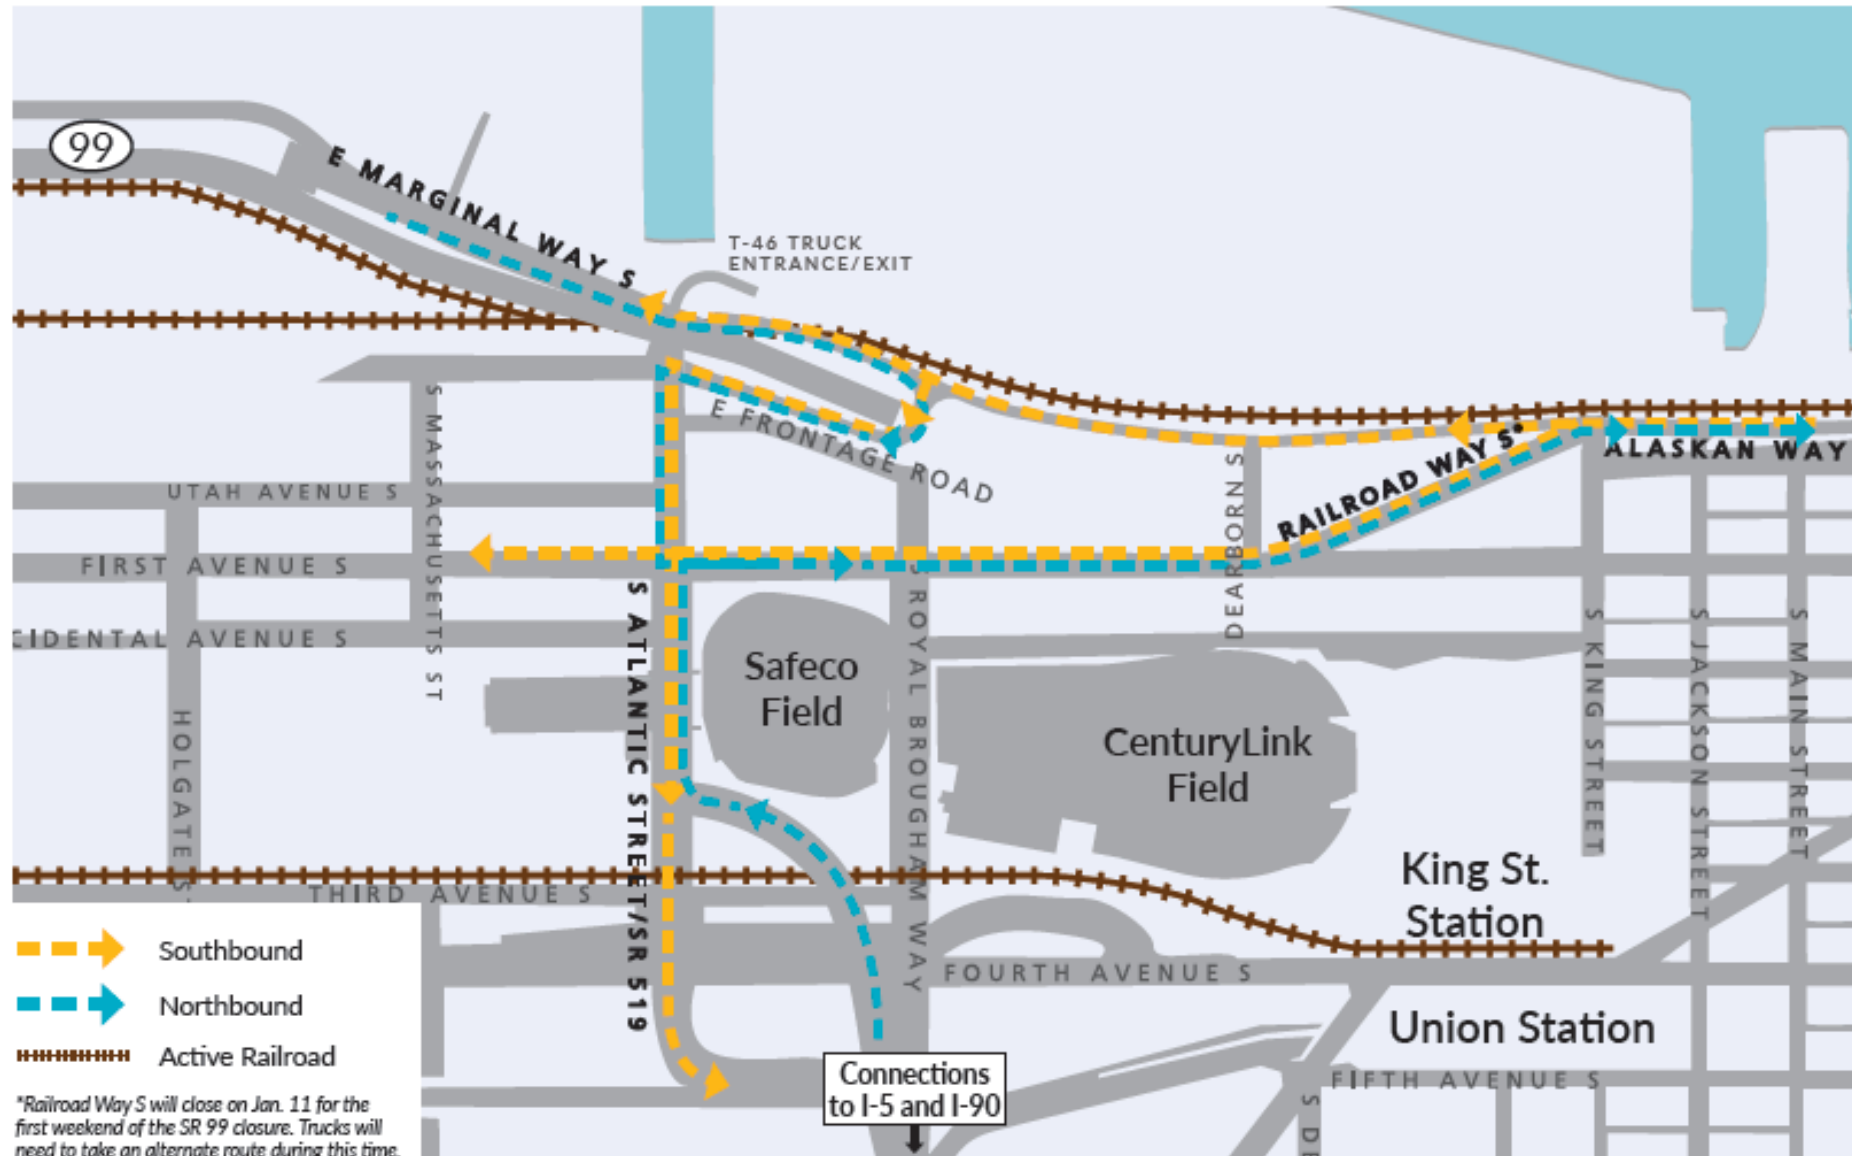 99
E MARGINAL WAY S
T-46 TRUCK
ENTRANCE/EXIT
E FRONTAGE ROAD
S MASSACHUSETTS ST
UTAH AVENUE S
FIRST AVENUE S
CIDENTAL AVENUE S
HOLGATE S
THIRD AVENUE S
S ATLANTIC STREET/SR 519
Safeco
Field
S ROYAL BROUGHAM WAY
CenturyLink
Field
DEARBORN S
RAILROAD WAY S*
ALASKAN WAY
S KING STREET
S JACKSON STREET
S MAIN STREET
King St.
Station
FOURTH AVENUE S
Union Station
FIFTH AVENUE S
S DE
Connections
to I-5 and I-90
Southbound
Northbound
Active Railroad
*Railroad Way S will close on Jan. 11 for the
first weekend of the SR 99 closure. Trucks will
need to take an alternate route during this time.